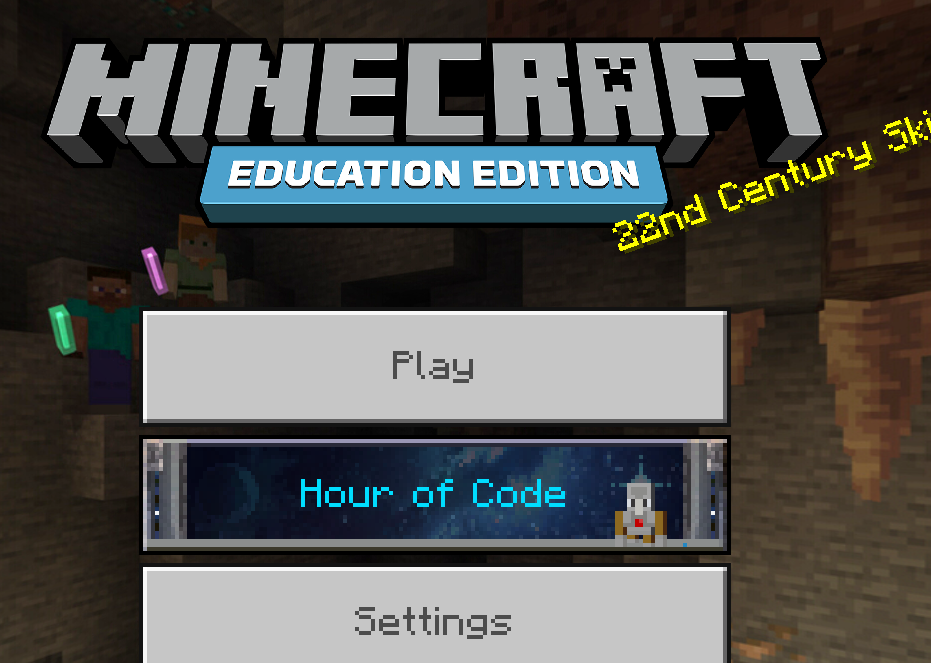 MINECRAFT
EDUCATION EDITION
22nd Century
Play
Hour of Code
Settings